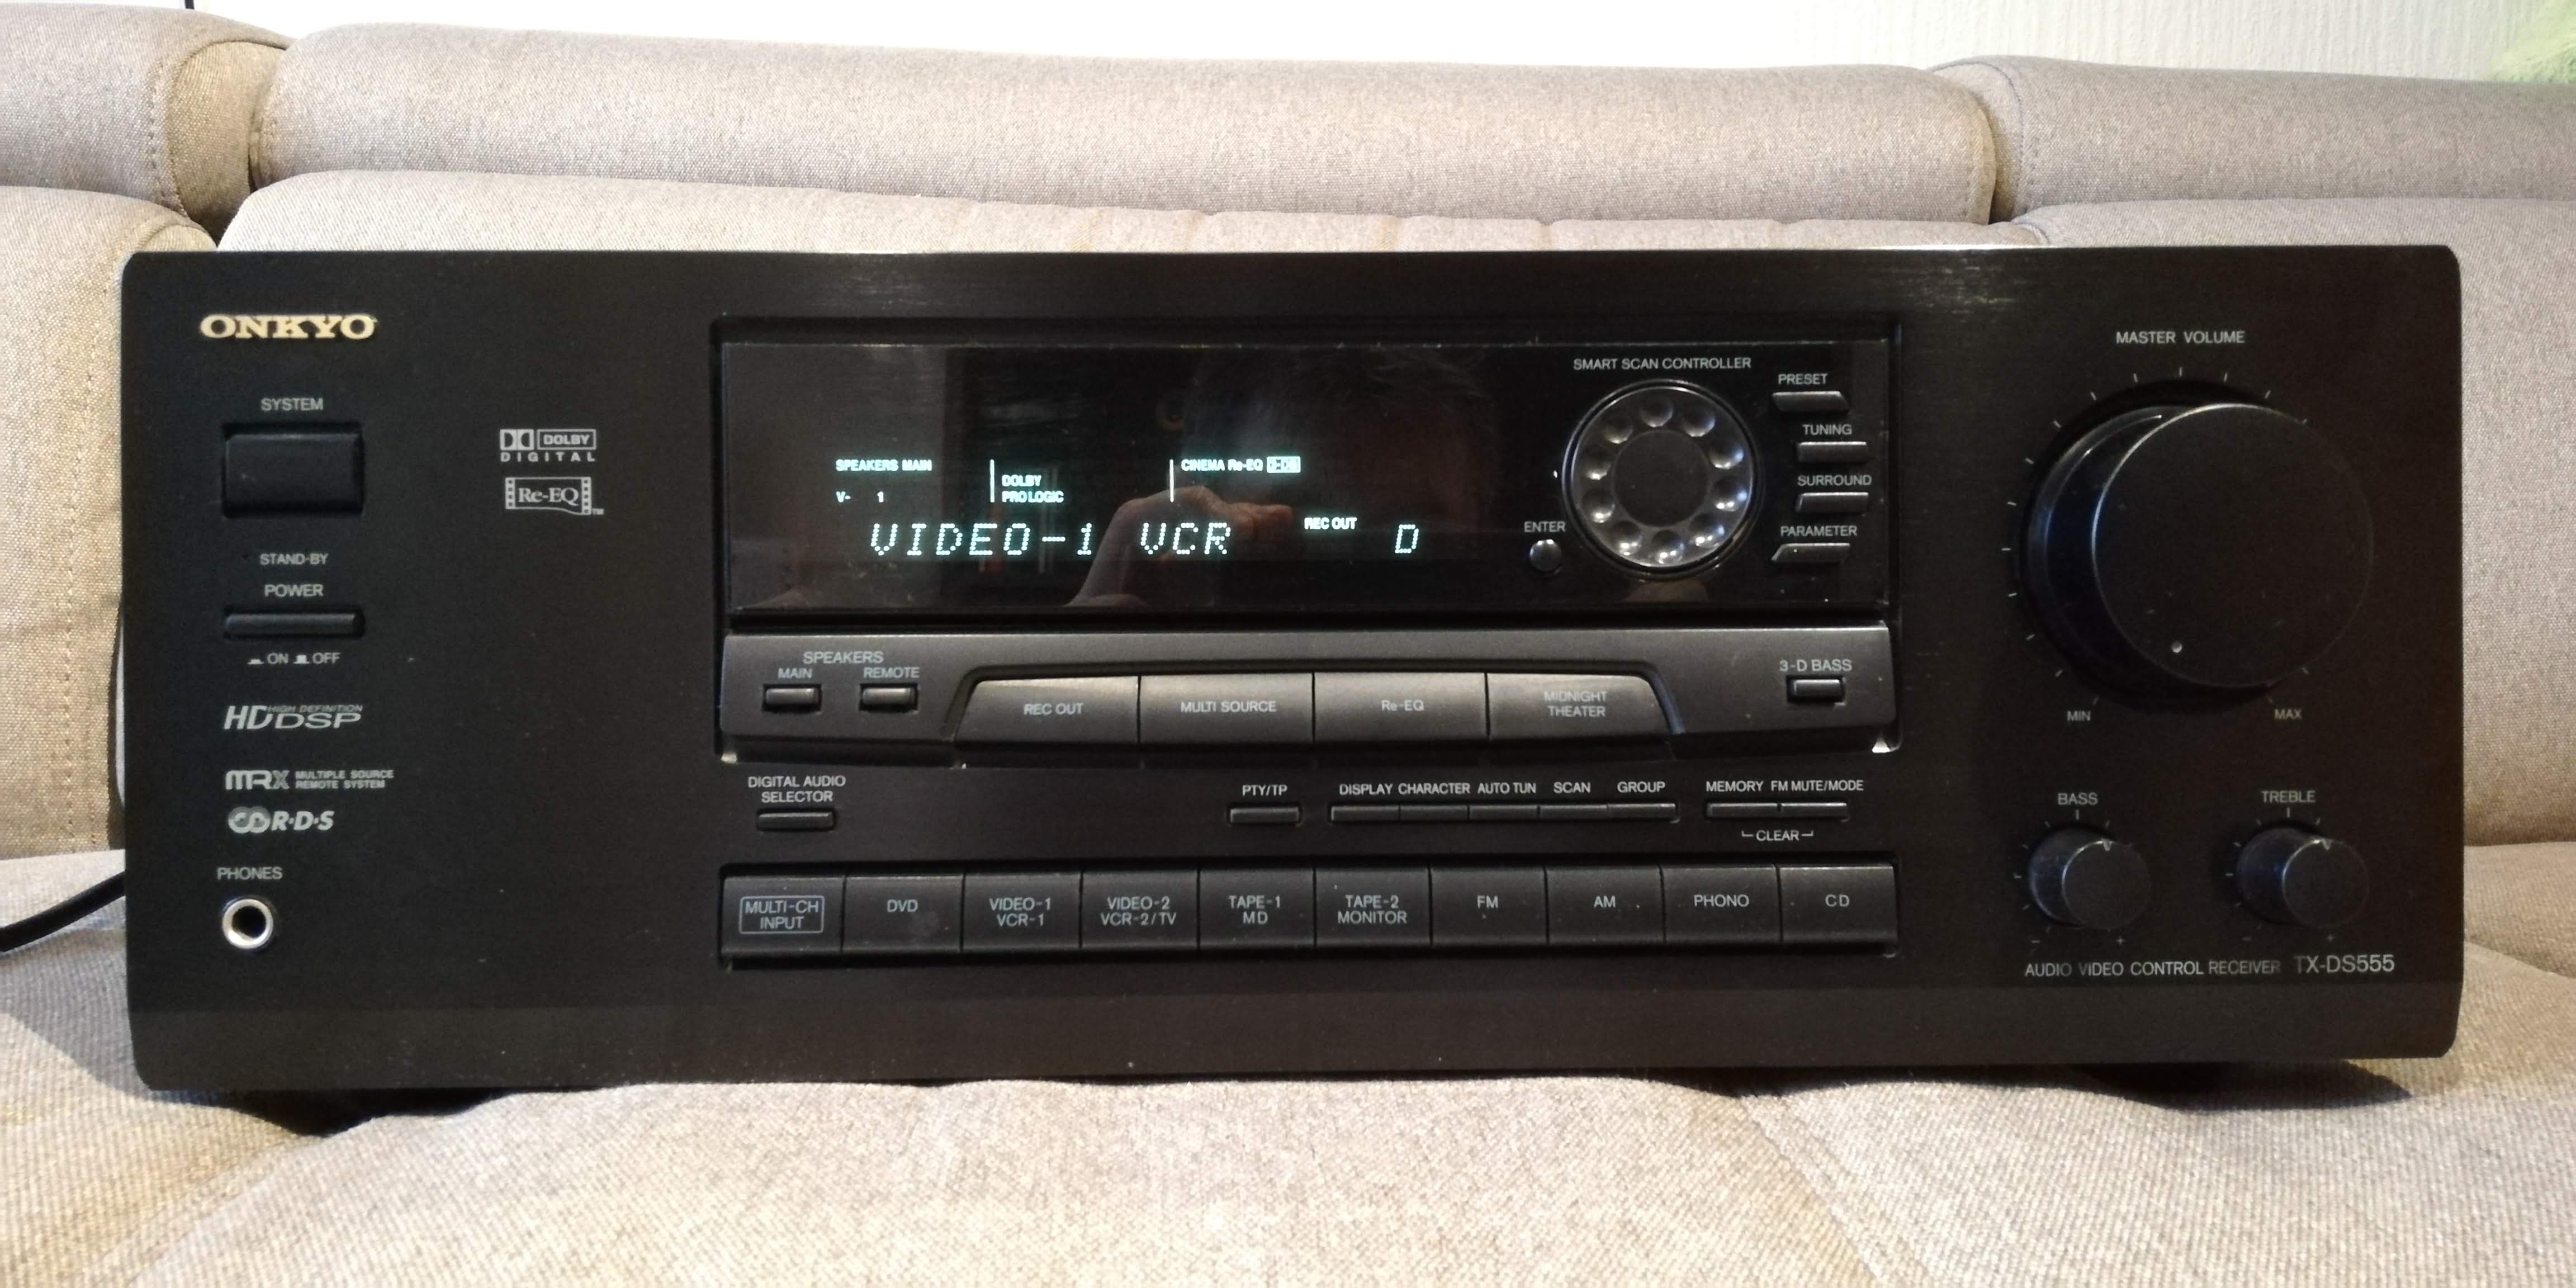 ONKYO
SYSTEM
STAND-BY
POWER
ON OFF
DOLBY
DIGITAL
Re-EQ™
HD HIGH DEFINITION
DSP
MRX MULTIPLE SOURCE
REMOTE SYSTEM
R·D·S
PHONES
SPEAKERS MAIN
V- 1
DOLBY
PRO LOGIC
CINEMA Re-EQ
VIDEO-1 VCR
REC OUT
D
SMART SCAN CONTROLLER
ENTER
PRESET
TUNING
SURROUND
PARAMETER
SPEAKERS
MAIN REMOTE
REC OUT
MULTI SOURCE
Re-EQ
MIDNIGHT
THEATER
3-D BASS
DIGITAL AUDIO
SELECTOR
PTY/TP
DISPLAY CHARACTER AUTO TUN SCAN GROUP
MEMORY FM MUTE/MODE
CLEAR
MULTI-CH
INPUT
DVD
VIDEO-1
VCR-1
VIDEO-2
VCR-2/TV
TAPE-1
MD
TAPE-2
MONITOR
FM
AM
PHONO
CD
MASTER VOLUME
MIN MAX
BASS
- +
TREBLE
- +
AUDIO VIDEO CONTROL RECEIVER TX-DS555